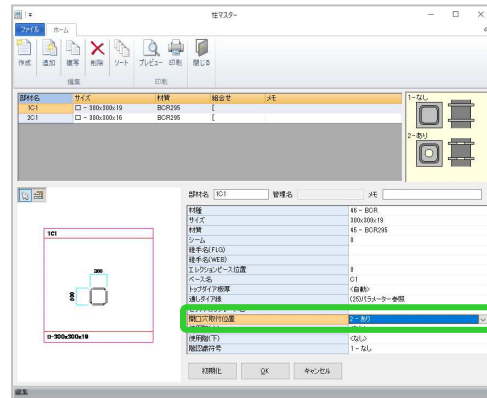 柱マスター
ファイル ホーム
作成 追加 複写 削除 ソート プレビュー 印刷 閉じる
編集 印刷
部材名 サイズ 材質 組合せ メモ
1C1 □ - 300x300x19 BCR295 [
2C1 □ - 300x300x16 BCR295 [
1-なし
2-あり
部材名 1C1 管理名 メモ
材種 46 - BCR
サイズ 300x300x19
材質 45 - BCR295
シーム 0
継手名(FLG)
継手名(WEB)
エレクションピース位置 0
ベース名 C1
トップダイア板厚 <自動>
通しダイア縁 (25)パラメーター参照
開口穴取付位置 2 - あり
使用階(下) <なし>
階認識符号 1 - なし
1C1
300
300
□-300x300x19
初期化 OK キャンセル
編集